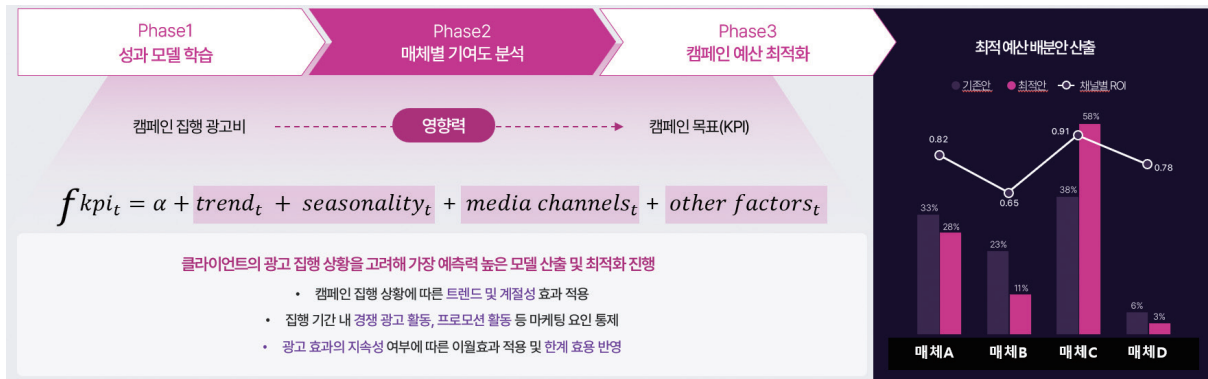 Phase1
성과 모델 학습
Phase2
매체별 기여도 분석
Phase3
캠페인 예산 최적화
캠페인 집행 광고비
영향력
캠페인 목표(KPI)
f kpi_t = α + trend_t + seasonality_t + media channels_t + other factors_t
클라이언트의 광고 집행 상황을 고려해 가장 예측력 높은 모델 산출 및 최적화 진행
• 캠페인 집행 상황에 따른 트렌드 및 계절성 효과 적용
• 집행 기간 내 경쟁 광고 활동, 프로모션 활동 등 마케팅 요인 통제
• 광고 효과의 지속성 여부에 따른 이월효과 적용 및 한계 효용 반영
최적 예산 배분안 산출
기존안 최적안 채널별 ROI
58%
0.91
0.82
0.78
0.65
38%
33%
28%
23%
11%
6%
3%
매체A 매체B 매체C 매체D